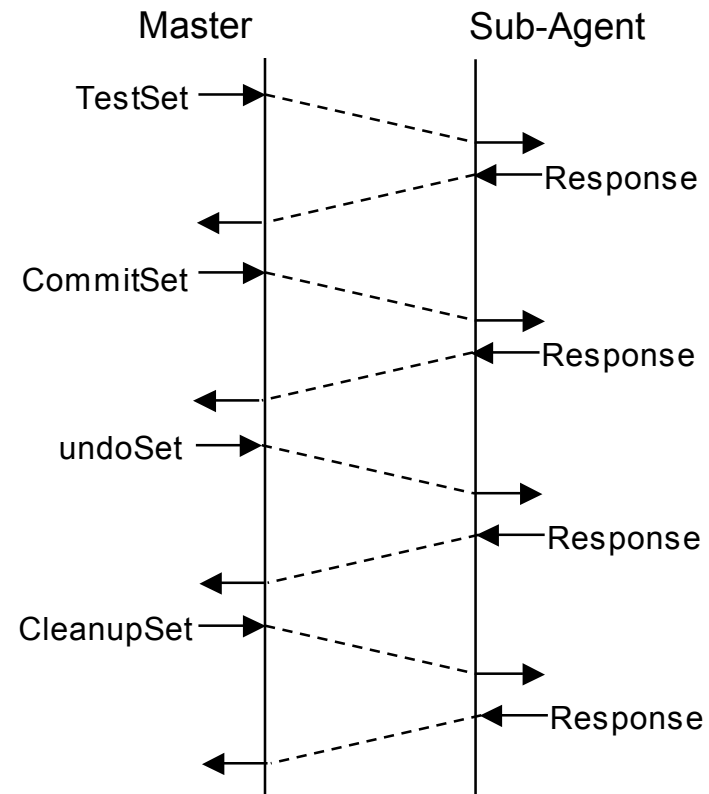 Master
Sub-Agent
TestSet
Response
CommitSet
Response
undoSet
Response
CleanupSet
Response